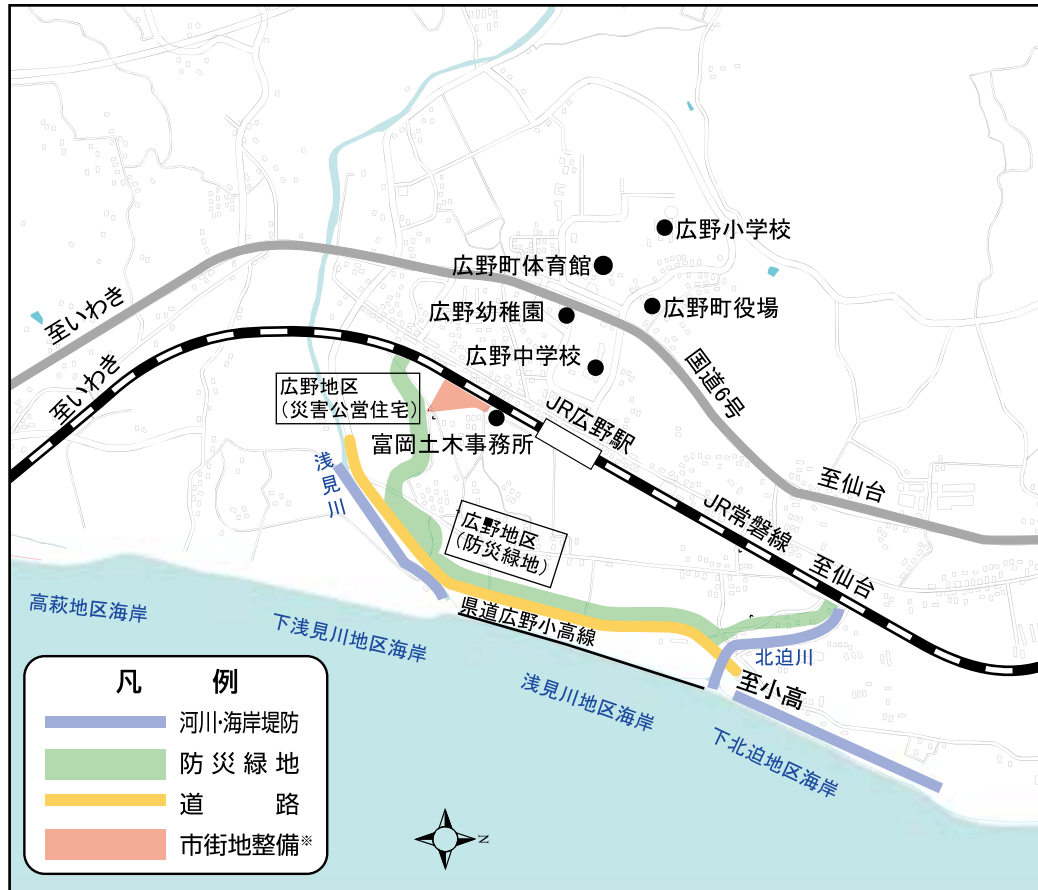 広野小学校
広野町体育館
広野町役場
広野幼稚園
広野中学校
至いわき
至いわき
国道6号
広野地区
（災害公営住宅）
JR広野駅
富岡土木事務所
浅見川
至仙台
JR常磐線
広野地区
（防災緑地）
至仙台
高萩地区海岸
下浅見川地区海岸
県道広野小高線
北迫川
至小高
浅見川地区海岸
下北迫地区海岸
凡 例
河川・海岸堤防
防災緑地
道 路
市街地整備※
N